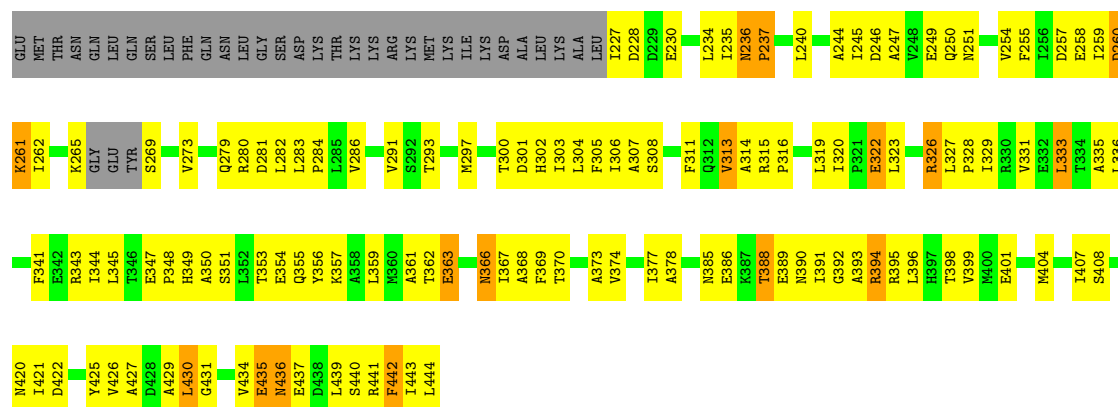 GLU MET THR ASN GLN LEU GLN SER LEU PHE GLN ASN LEU GLY SER ASP LYS THR LYS LYS ARG LYS MET LYS ILE LYS ASP ALA LEU LYS ALA LEU I227 D228 D229 E230 L234 I235 N236 P237 L240 A244 I245 D246 A247 V248 E249 Q250 N251 V254 F255 I256 D257 E258 I259 D260
K261 I262 K265 GLY GLU TYR S269 V273 Q279 R280 D281 L282 L283 P284 L285 V286 V291 S292 T293 M297 T300 D301 H302 I303 L304 F305 I306 A307 S308 F311 Q312 V313 A314 R315 P316 L319 I320 P321 E322 L323 R326 L327 P328 I329 R330 V331 E332 L333 T334 A335 L336
F341 E342 R343 I344 L345 T346 E347 P348 H349 A350 S351 L352 T353 E354 Q355 Y356 K357 A358 L359 M360 A361 T362 E363 N366 I367 A368 F369 T370 A373 V374 I377 A378 N385 E386 K387 T388 E389 N390 I391 G392 A393 R394 R395 L396 H397 T398 V399 M400 E401 M404 I407 S408
N420 I421 D422 Y425 V426 A427 D428 A429 L430 G431 V434 E435 N436 E437 D438 L439 S440 R441 F442 I443 L444